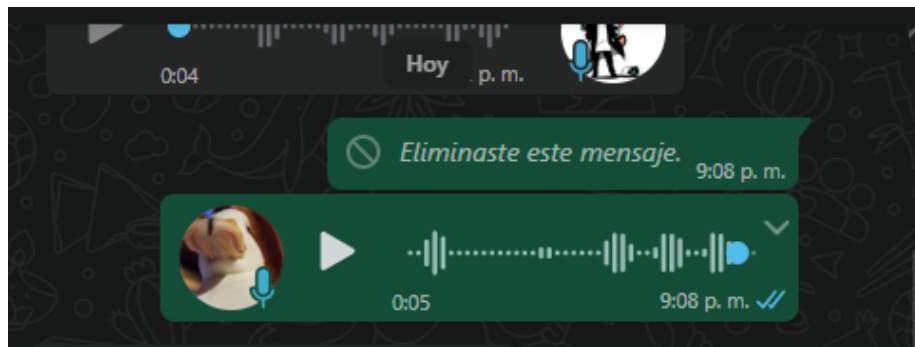 0:04
Hoy
p. m.
Eliminaste este mensaje.
9:08 p. m.
0:05
9:08 p. m.